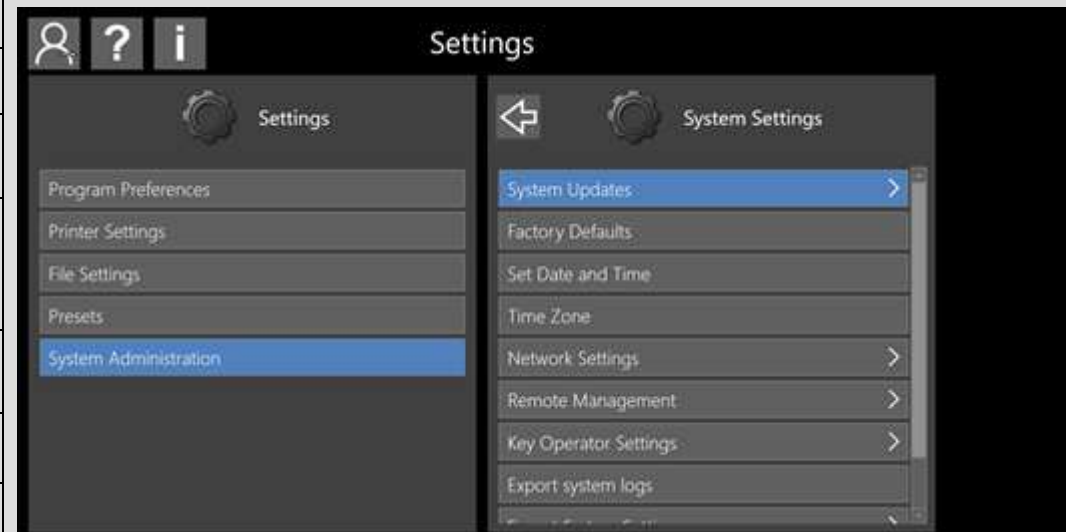 ? i Settings
Settings
Program Preferences
Printer Settings
File Settings
Presets
System Administration
System Settings
System Updates
Factory Defaults
Set Date and Time
Time Zone
Network Settings
Remote Management
Key Operator Settings
Export system logs